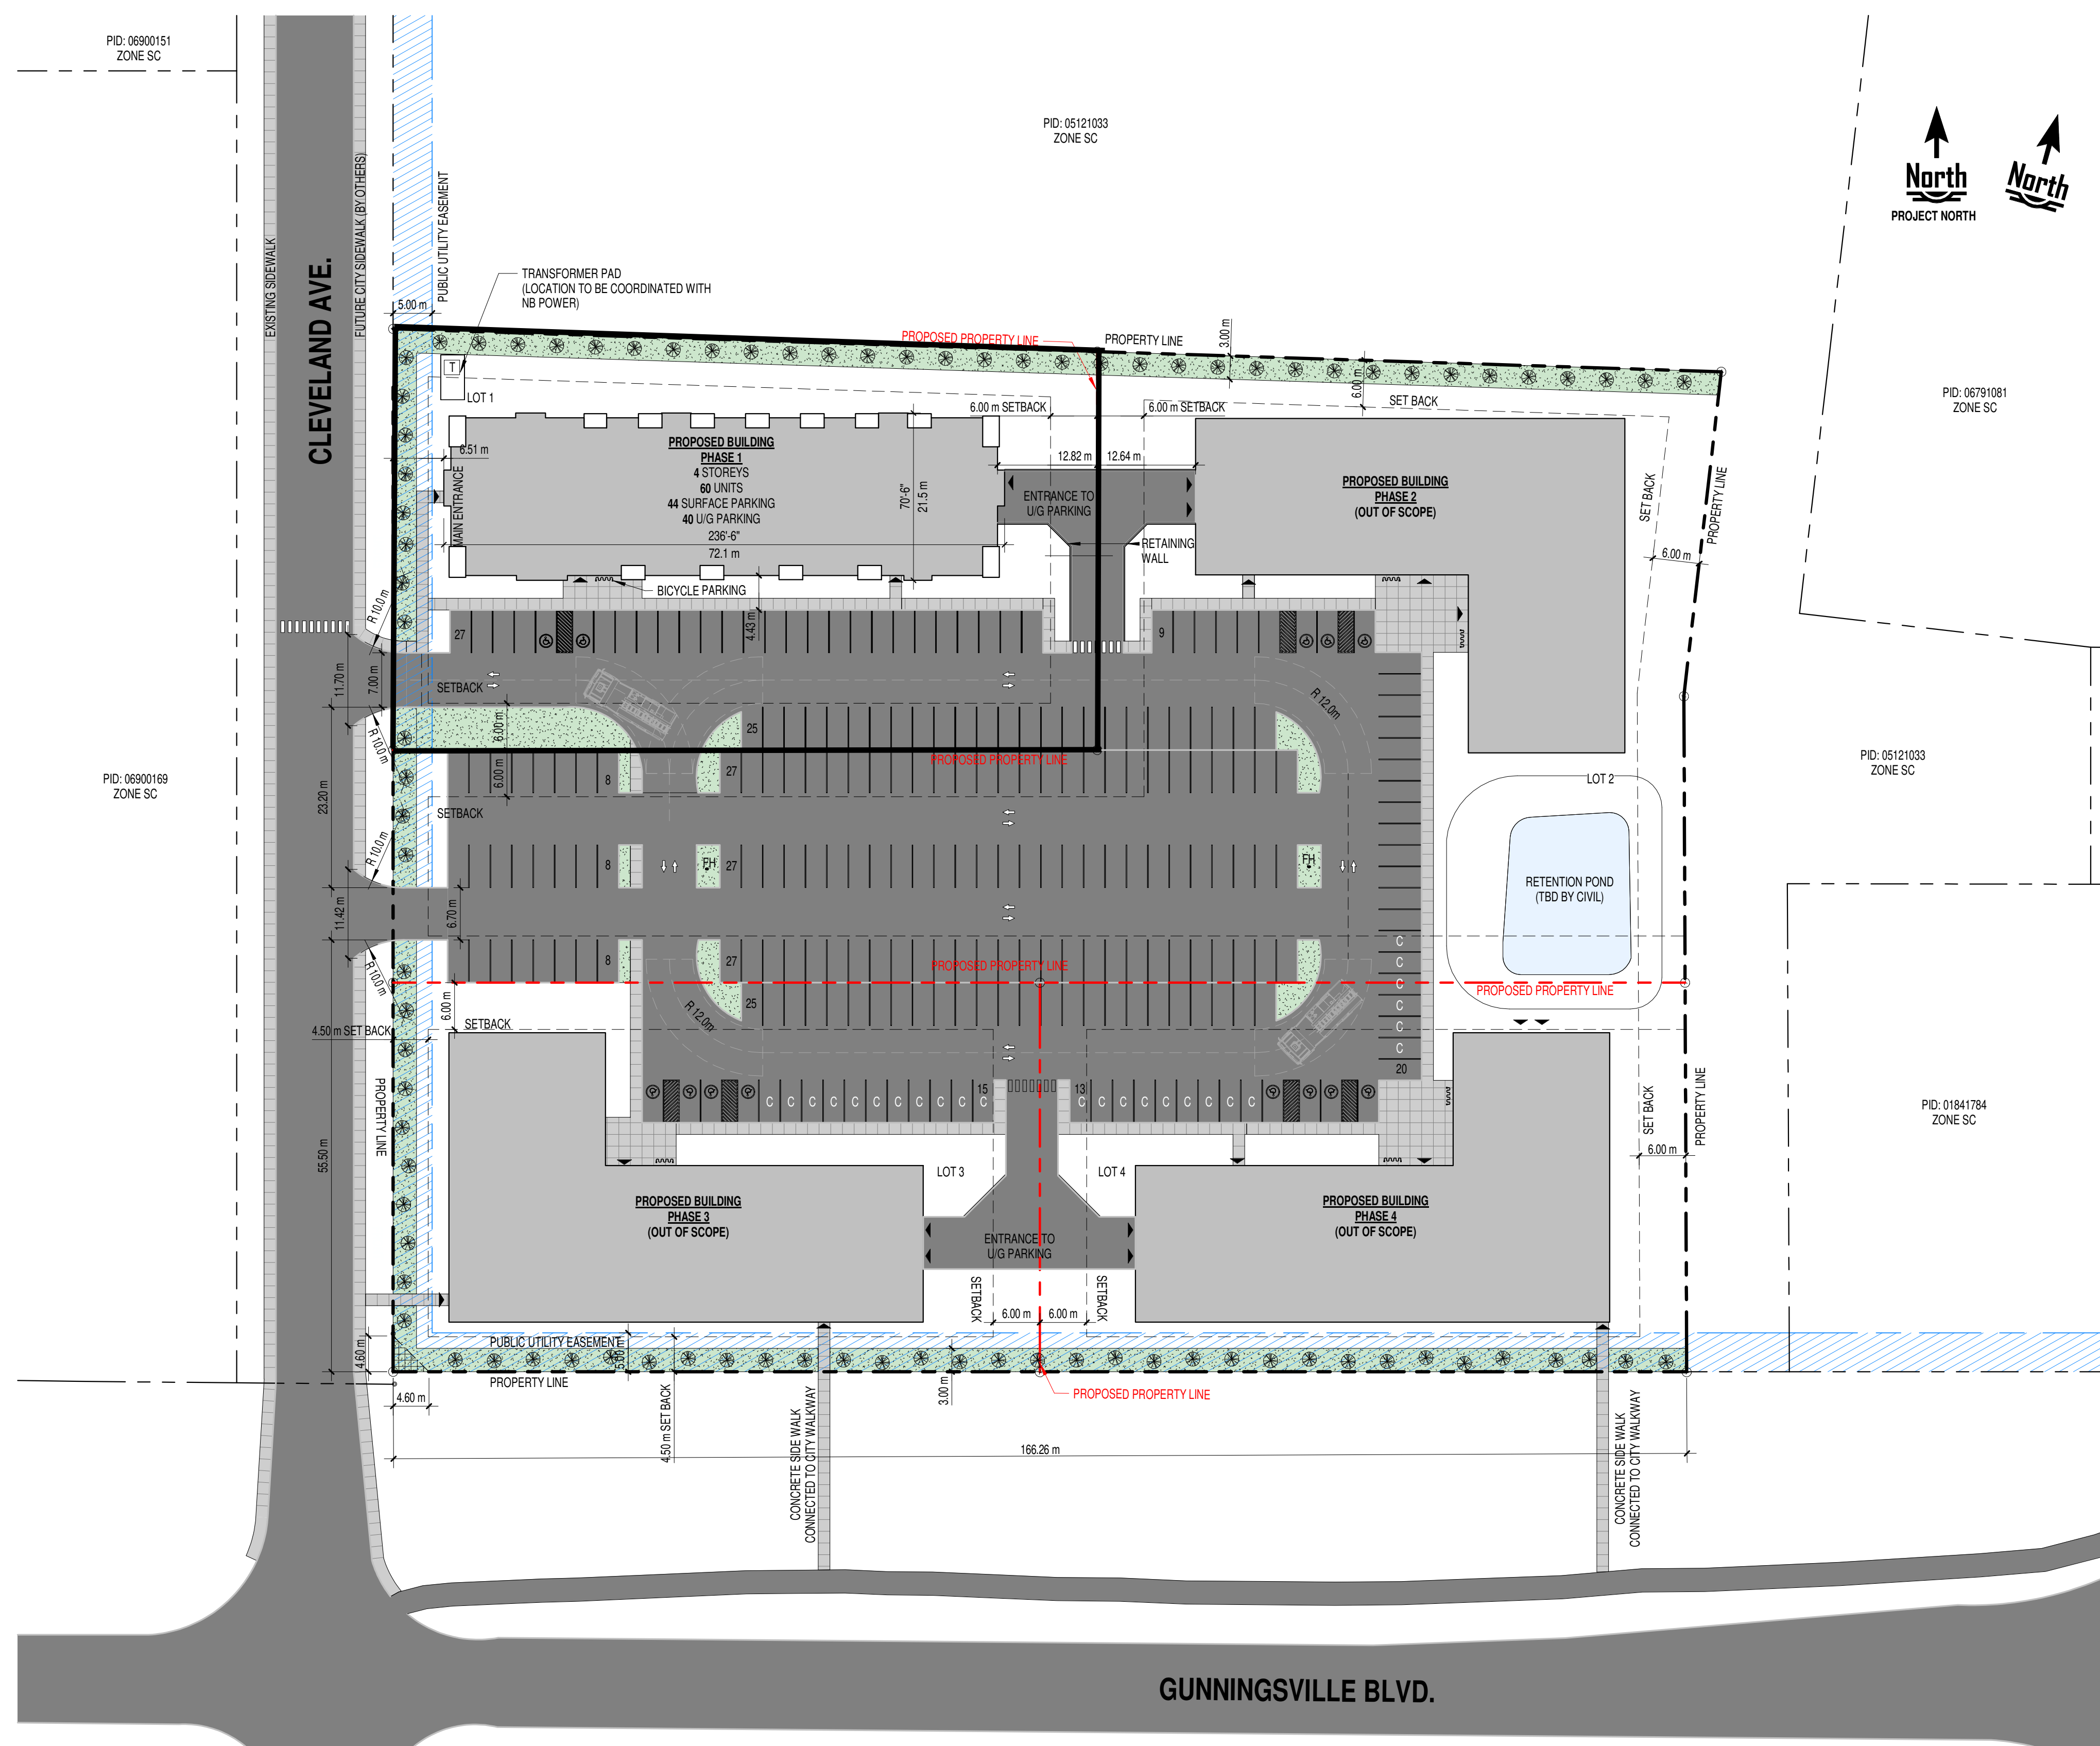 PID: 06900151
ZONE SC
PID: 05121033
ZONE SC
North
PROJECT NORTH
North
EXISTING SIDEWALK
CLEVELAND AVE.
FUTURE CITY SIDEWALK (BY OTHERS)
PUBLIC UTILITY EASEMENT
5.00 m
TRANSFORMER PAD
(LOCATION TO BE COORDINATED WITH
NB POWER)
PROPOSED PROPERTY LINE
PROPERTY LINE
3.00 m
6.00 m
SET BACK
PID: 06791081
ZONE SC
T
LOT 1
6.00 m SETBACK
6.00 m SETBACK
6.51 m
MAIN ENTRANCE
PROPOSED BUILDING
PHASE 1
4 STOREYS
60 UNITS
44 SURFACE PARKING
40 U/G PARKING
236'-6"
72.1 m
70'-6"
21.5 m
12.82 m
12.64 m
ENTRANCE TO
U/G PARKING
RETAINING
WALL
PROPOSED BUILDING
PHASE 2
(OUT OF SCOPE)
SET BACK
PROPERTY LINE
6.00 m
BICYCLE PARKING
4.43 m
R 10.0 m
27
9
11.70 m
7.00 m
SETBACK
R 12.0m
R 10.0 m
6.00 m
25
PROPOSED PROPERTY LINE
PID: 05121033
ZONE SC
PID: 06900169
ZONE SC
6.00 m
8
27
LOT 2
SETBACK
23.20 m
R 10.0 m
8
FH
27
FH
RETENTION POND
(TBD BY CIVIL)
11.42 m
6.70 m
C
C
C
C
C
C
R 10.0 m
8
27
PROPOSED PROPERTY LINE
PROPOSED PROPERTY LINE
6.00 m
25
R 12.0m
4.50 m SET BACK
SETBACK
20
15
13
C C C C C C C C C C C
C C C C C C C C C
PROPERTY LINE
SET BACK
PROPERTY LINE
6.00 m
PID: 01841784
ZONE SC
55.50 m
LOT 3
LOT 4
PROPOSED BUILDING
PHASE 3
(OUT OF SCOPE)
PROPOSED BUILDING
PHASE 4
(OUT OF SCOPE)
ENTRANCE TO
U/G PARKING
SETBACK
SETBACK
6.00 m
6.00 m
PUBLIC UTILITY EASEMENT
5.00 m
4.60 m
PROPERTY LINE
4.60 m
4.50 m SET BACK
3.00 m
PROPOSED PROPERTY LINE
166.26 m
CONCRETE SIDE WALK
CONNECTED TO CITY WALKWAY
CONCRETE SIDE WALK
CONNECTED TO CITY WALKWAY
GUNNINGSVILLE BLVD.